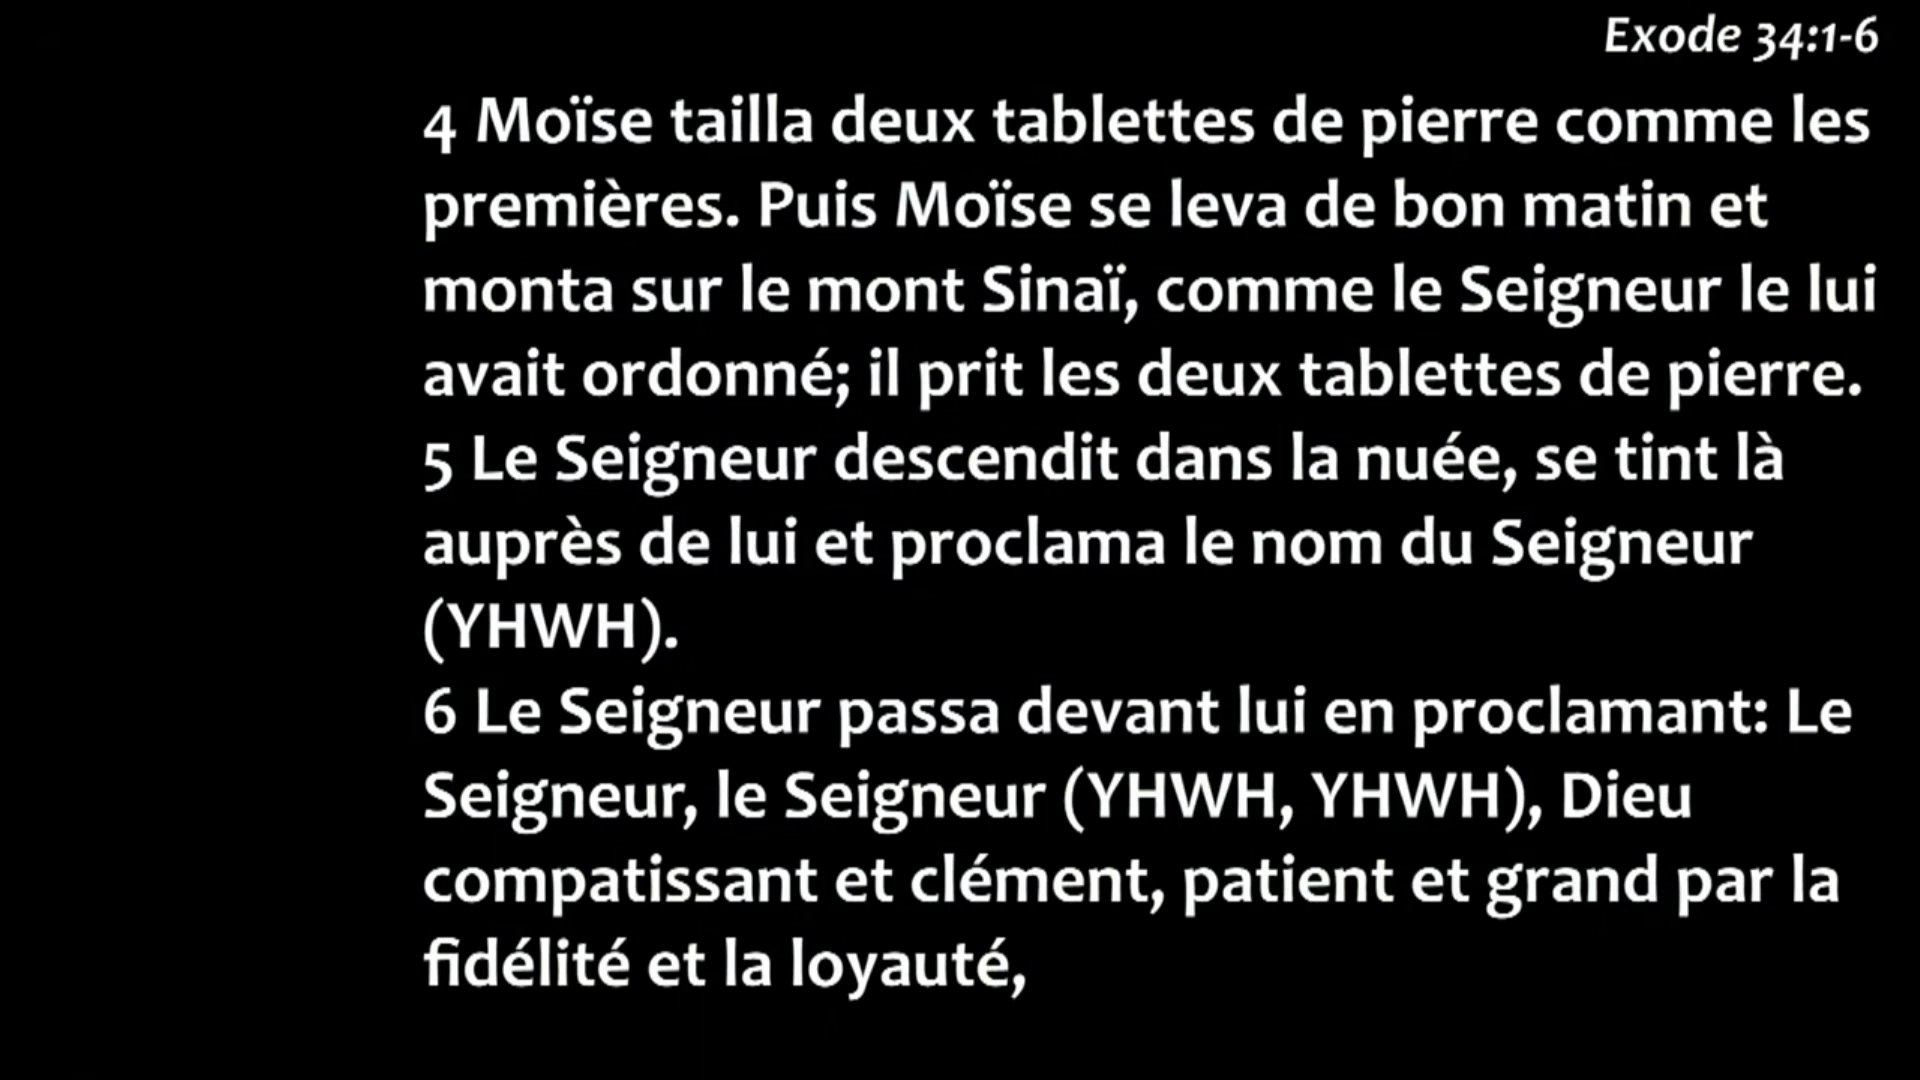 Exode 34:1-6
4 Moïse tailla deux tablettes de pierre comme les
premières. Puis Moïse se leva de bon matin et
monta sur le mont Sinaï, comme le Seigneur le lui
avait ordonné; il prit les deux tablettes de pierre.
5 Le Seigneur descendit dans la nuée, se tint là
auprès de lui et proclama le nom du Seigneur
(YHWH).
6 Le Seigneur passa devant lui en proclamant: Le
Seigneur, le Seigneur (YHWH, YHWH), Dieu
compatissant et clément, patient et grand par la
fidélité et la loyauté,